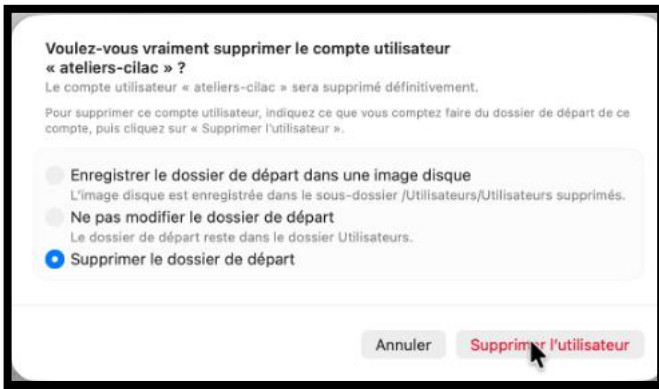 Voulez-vous vraiment supprimer le compte utilisateur
« ateliers-cilac » ?
Le compte utilisateur « ateliers-cilac » sera supprimé définitivement.
Pour supprimer ce compte utilisateur, indiquez ce que vous comptez faire du dossier de départ de ce
compte, puis cliquez sur « Supprimer l'utilisateur ».
Enregistrer le dossier de départ dans une image disque
L'image disque est enregistrée dans le sous-dossier /Utilisateurs/Utilisateurs supprimés.
Ne pas modifier le dossier de départ
Le dossier de départ reste dans le dossier Utilisateurs.
Supprimer le dossier de départ
Annuler
Supprimer l'utilisateur